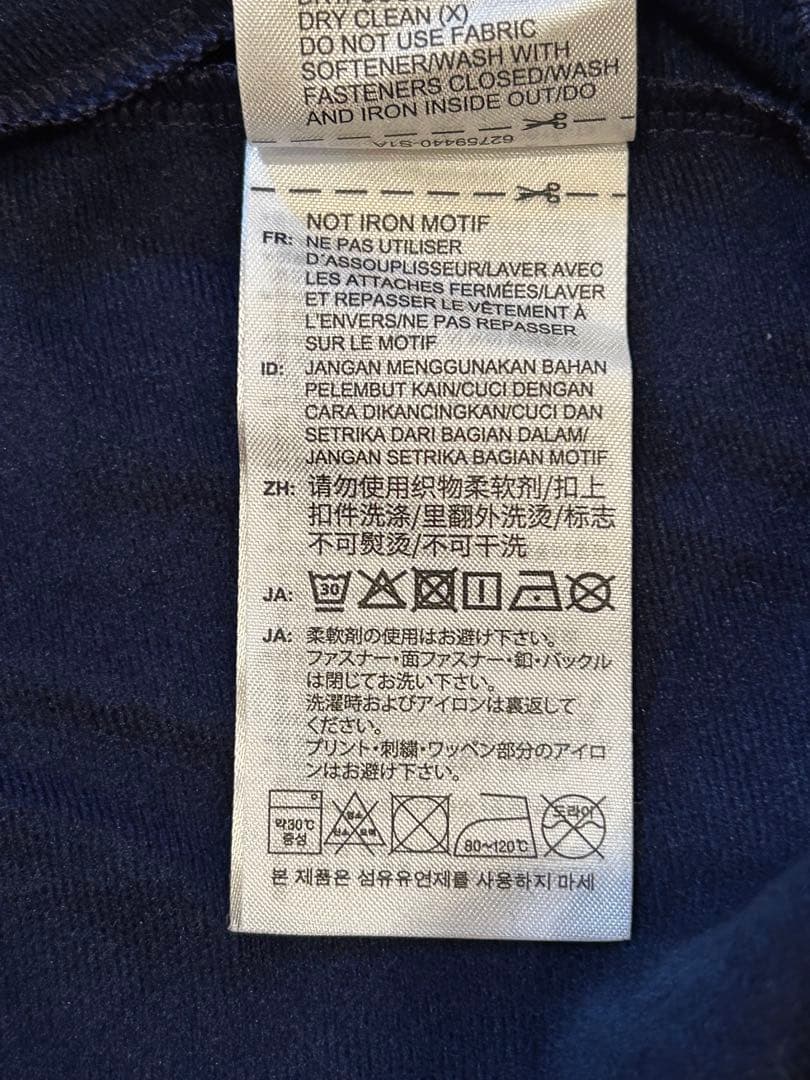 DRY CLEAN (X)
DO NOT USE FABRIC
SOFTENER/WASH WITH
FASTENERS CLOSED/WASH
AND IRON INSIDE OUT/DO
62759440-S1A
NOT IRON MOTIF
FR: NE PAS UTILISER
D'ASSOUPLISSEUR/LAVER AVEC
LES ATTACHES FERMÉES/LAVER
ET REPASSER LE VÊTEMENT À
L'ENVERS/NE PAS REPASSER
SUR LE MOTIF
ID: JANGAN MENGGUNAKAN BAHAN
PELEMBUT KAIN/CUCI DENGAN
CARA DIKANCINGKAN/CUCI DAN
SETRIKA DARI BAGIAN DALAM/
JANGAN SETRIKA BAGIAN MOTIF
ZH: 请勿使用织物柔软剂/扣上
扣件洗涤/里翻外洗烫/标志
不可熨烫/不可干洗
JA: 30
JA: 柔軟剤の使用はお避け下さい。
ファスナー・面ファスナー・釦・バックル
は閉じてお洗い下さい。
洗濯時およびアイロンは裏返して
ください。
プリント・刺繍・ワッペン部分のアイロ
ンはお避け下さい。
약30℃
중성
80~120℃
드라이
본 제품은 섬유유연제를 사용하지 마세